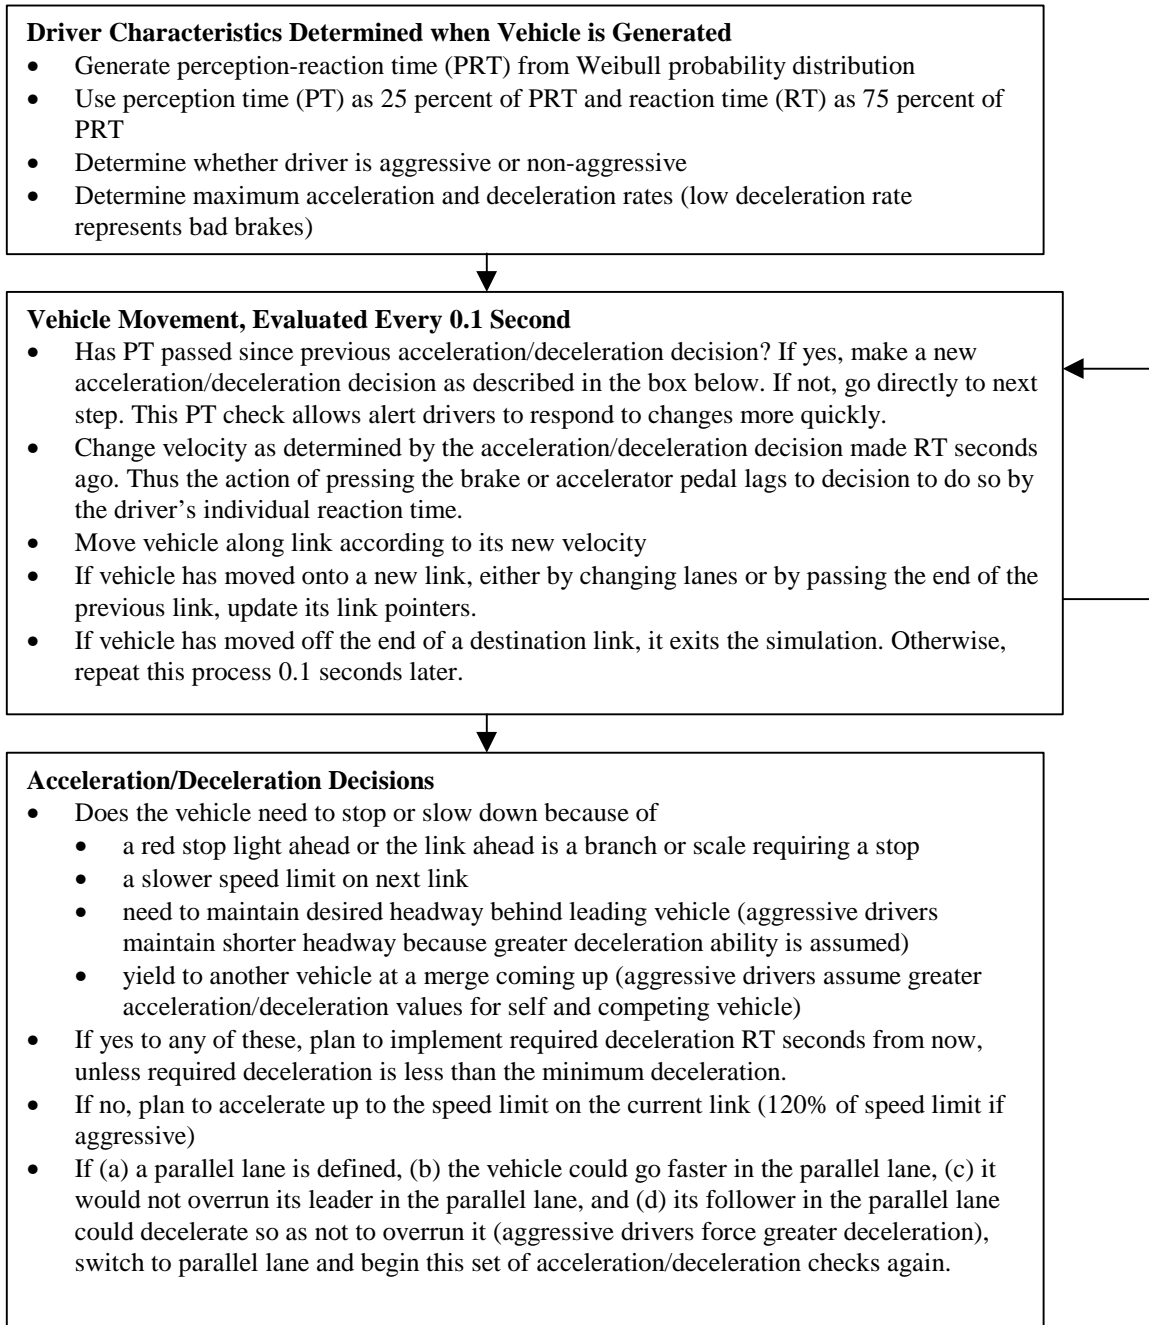 Driver Characteristics Determined when Vehicle is Generated
• Generate perception-reaction time (PRT) from Weibull probability distribution
• Use perception time (PT) as 25 percent of PRT and reaction time (RT) as 75 percent of
PRT
• Determine whether driver is aggressive or non-aggressive
• Determine maximum acceleration and deceleration rates (low deceleration rate
represents bad brakes)
Vehicle Movement, Evaluated Every 0.1 Second
• Has PT passed since previous acceleration/deceleration decision? If yes, make a new
acceleration/deceleration decision as described in the box below. If not, go directly to next
step. This PT check allows alert drivers to respond to changes more quickly.
• Change velocity as determined by the acceleration/deceleration decision made RT seconds
ago. Thus the action of pressing the brake or accelerator pedal lags to decision to do so by
the driver's individual reaction time.
• Move vehicle along link according to its new velocity
• If vehicle has moved onto a new link, either by changing lanes or by passing the end of the
previous link, update its link pointers.
• If vehicle has moved off the end of a destination link, it exits the simulation. Otherwise,
repeat this process 0.1 seconds later.
Acceleration/Deceleration Decisions
• Does the vehicle need to stop or slow down because of
• a red stop light ahead or the link ahead is a branch or scale requiring a stop
• a slower speed limit on next link
• need to maintain desired headway behind leading vehicle (aggressive drivers
maintain shorter headway because greater deceleration ability is assumed)
• yield to another vehicle at a merge coming up (aggressive drivers assume greater
acceleration/deceleration values for self and competing vehicle)
• If yes to any of these, plan to implement required deceleration RT seconds from now,
unless required deceleration is less than the minimum deceleration.
• If no, plan to accelerate up to the speed limit on the current link (120% of speed limit if
aggressive)
• If (a) a parallel lane is defined, (b) the vehicle could go faster in the parallel lane, (c) it
would not overrun its leader in the parallel lane, and (d) its follower in the parallel lane
could decelerate so as not to overrun it (aggressive drivers force greater deceleration),
switch to parallel lane and begin this set of acceleration/deceleration checks again.